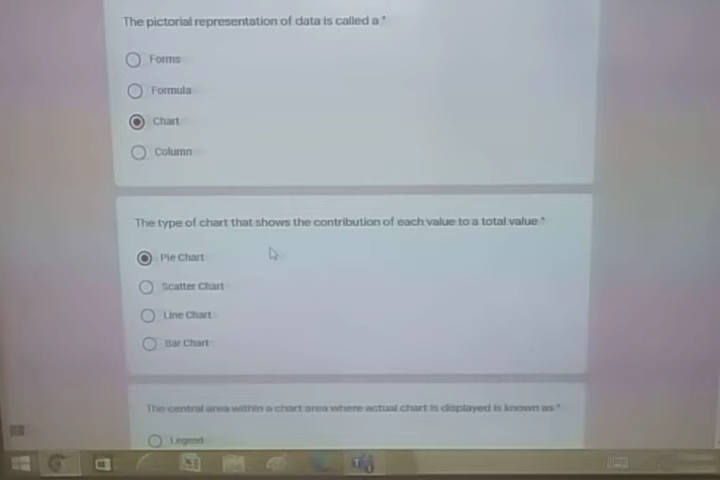 The pictorial representation of data is called a *
Forms
Formula
Chart
Column
The type of chart that shows the contribution of each value to a total value *
Pie Chart
Scatter Chart
Line Chart
Bar Chart
The central area within a chart area where actual chart is displayed is known as *
Legend